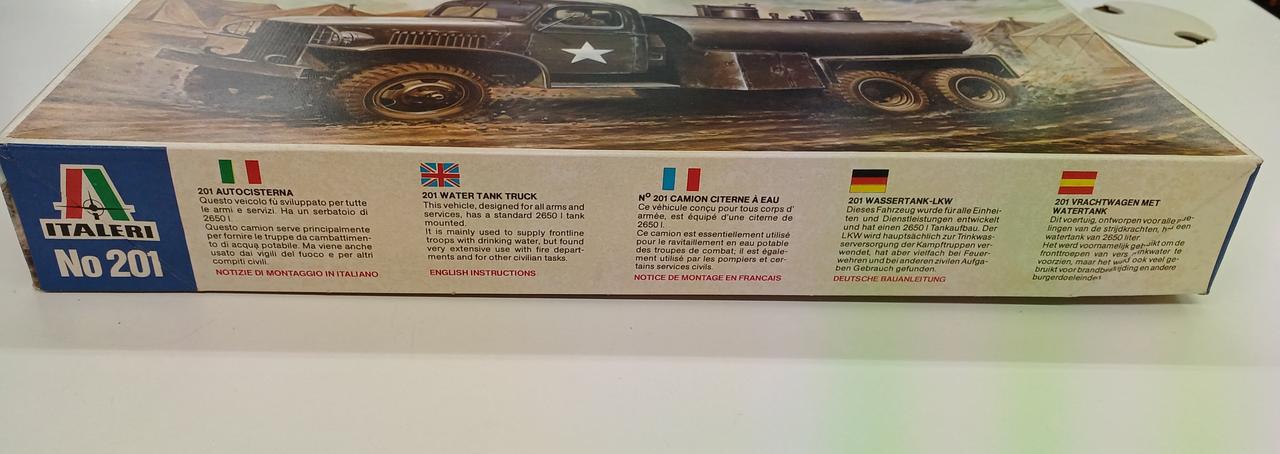 ITALERI
No 201
201 AUTOCISTERNA
Questo veicolo fù sviluppato per tutte
le armi e servizi. Ha un serbatoio di
2650 l.
Questo camion serve principalmente
per fornire le truppe da cambattimen-
to di acqua potabile. Ma viene anche
usato dai vigili del fuoco e per altri
compiti civili.
NOTIZIE DI MONTAGGIO IN ITALIANO
201 WATER TANK TRUCK
This vehicle, designed for all arms and
services, has a standard 2650 l tank
mounted.
It is mainly used to supply frontline
troops with drinking water, but found
very extensive use with fire depart-
ments and for other civilian tasks.
ENGLISH INSTRUCTIONS
Nº 201 CAMION CITERNE À EAU
Ce véhicule conçu pour tous corps d'
armée, est équipé d'une citerne de
2650 l.
Ce camion est essentiellement utilisé
pour le ravitaillement en eau potable
des troupes de combat; il est égale-
ment utilisé par les pompiers et cer-
tains services civils.
NOTICE DE MONTAGE EN FRANCAIS
201 WASSERTANK-LKW
Dieses Fahrzeug wurde für alle Einhei-
ten und Dienstleistungen entwickelt
und hat einen 2650 l Tankaufbau. Der
LKW wird hauptsächlich zur Trinkwas-
serversorgung der Kampftruppen ver-
wendet, hat aber vielfach bei Feuer-
wehren und bei anderen zivilen Aufga-
ben Gebrauch gefunden.
DEUTSCHE BAUANLEITUNG
201 VRACHTWAGEN MET
WATERTANK
Dit voertuig, ontworpen voor alle
lingen van de strijdkrachten, een
watertank van 2650 liter
Het werd voornamelijk om de
fronttroepen van vers te
voorzien, maar het ook veel ge-
bruikt voor en andere
burgerdoeleinden